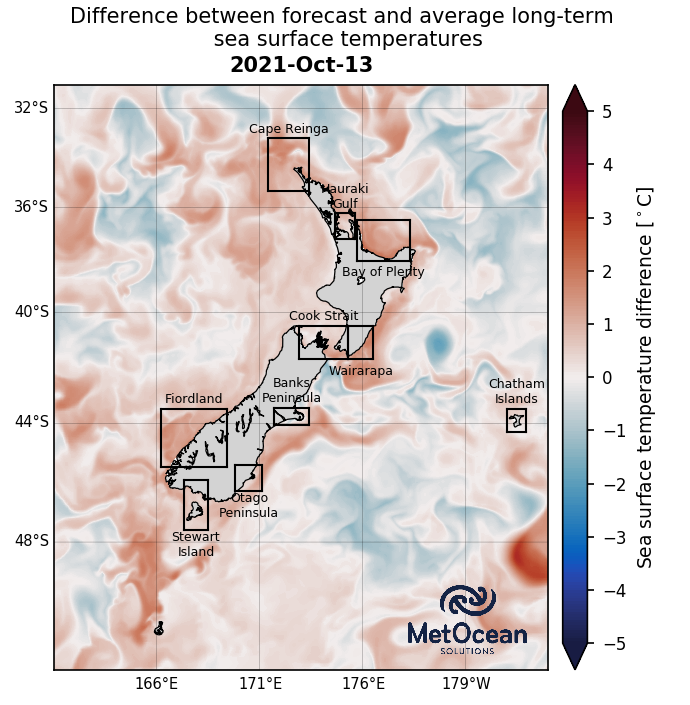 Difference between forecast and average long-term
sea surface temperatures
2021-Oct-13
32°S
36°S
40°S
44°S
48°S
166°E
171°E
176°E
179°W
Cape Reinga
Hauraki
Gulf
Bay of Plenty
Cook Strait
Wairarapa
Banks
Peninsula
Chatham
Islands
Fiordland
Otago
Peninsula
Stewart
Island
MetOcean
SOLUTIONS
5
4
3
2
1
0
−1
−2
−3
−4
−5
Sea surface temperature difference [°C]